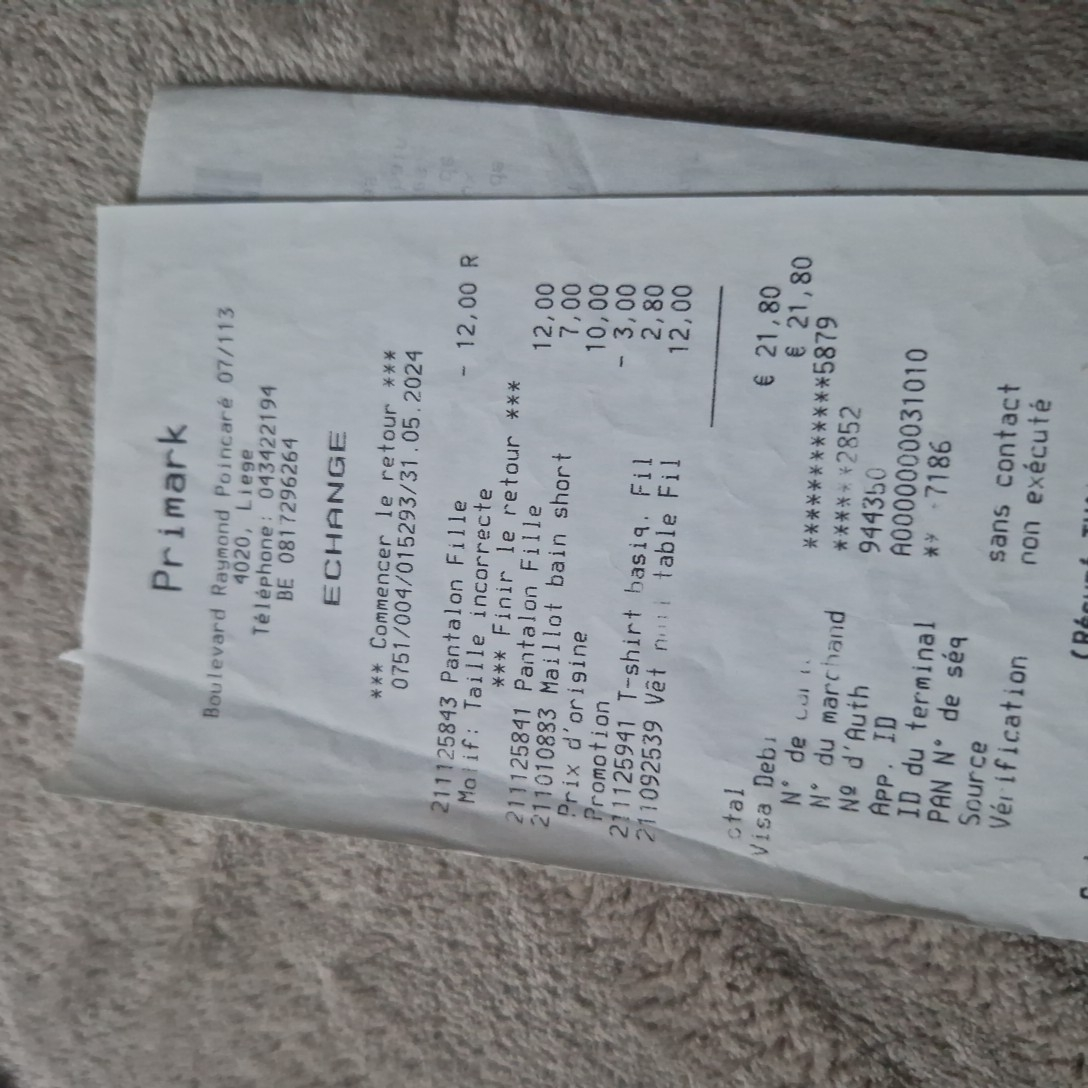 Primark
Boulevard Raymond Poincaré 07/113
4020, Liege
Téléphone: 043422194
BE 0817296264
ECHANGE
*** Commencer le retour ***
0751/004/015293/31.05.2024
211125843 Pantalon Fille - 12,00 R
Motif: Taille incorrecte
*** Finir le retour ***
211125841 Pantalon Fille 12,00
211010883 Maillot bain short 7,00
Prix d'origine 10,00
Promotion - 3,00
211125941 T-shirt basiq. Fil 2,80
211092539 Vêt table Fil 12,00
otal € 21,80
Visa Debi € 21,80
N° de ************5879
N° du marchand ******2852
Nº d'Auth 944350
App. ID A0000000031010
ID du terminal 7186
PAN N° de séq
Source sans contact
Vérification non exécuté